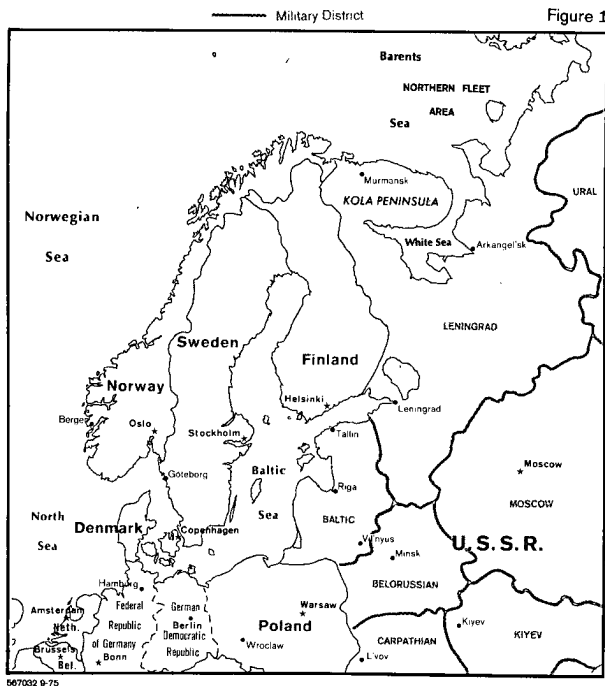 Military District
Figure 1
Barents
NORTHERN FLEET
AREA
Sea
Murmansk
KOLA PENINSULA
URAL
Norwegian
Sea
White Sea
Arkangel'sk
LENINGRAD
Sweden
Finland
Norway
Helsinki
Leningrad
Bergen
Oslo
Stockholm
Tallin
Göteborg
Baltic
Sea
Riga
Moscow
MOSCOW
North
Sea
Denmark
Copenhagen
BALTIC
Vil'nyus
Minsk
U.S.S.R.
BELORUSSIAN
Hamburg
Amsterdam
Neth.
Federal
Republic
of Germany
German
Berlin
Democratic
Republic
Warsaw
Poland
Wroclaw
Kiyev
KIYEV
CARPATHIAN
L'vov
Brussels
Bel.
Bonn
567032 9-75